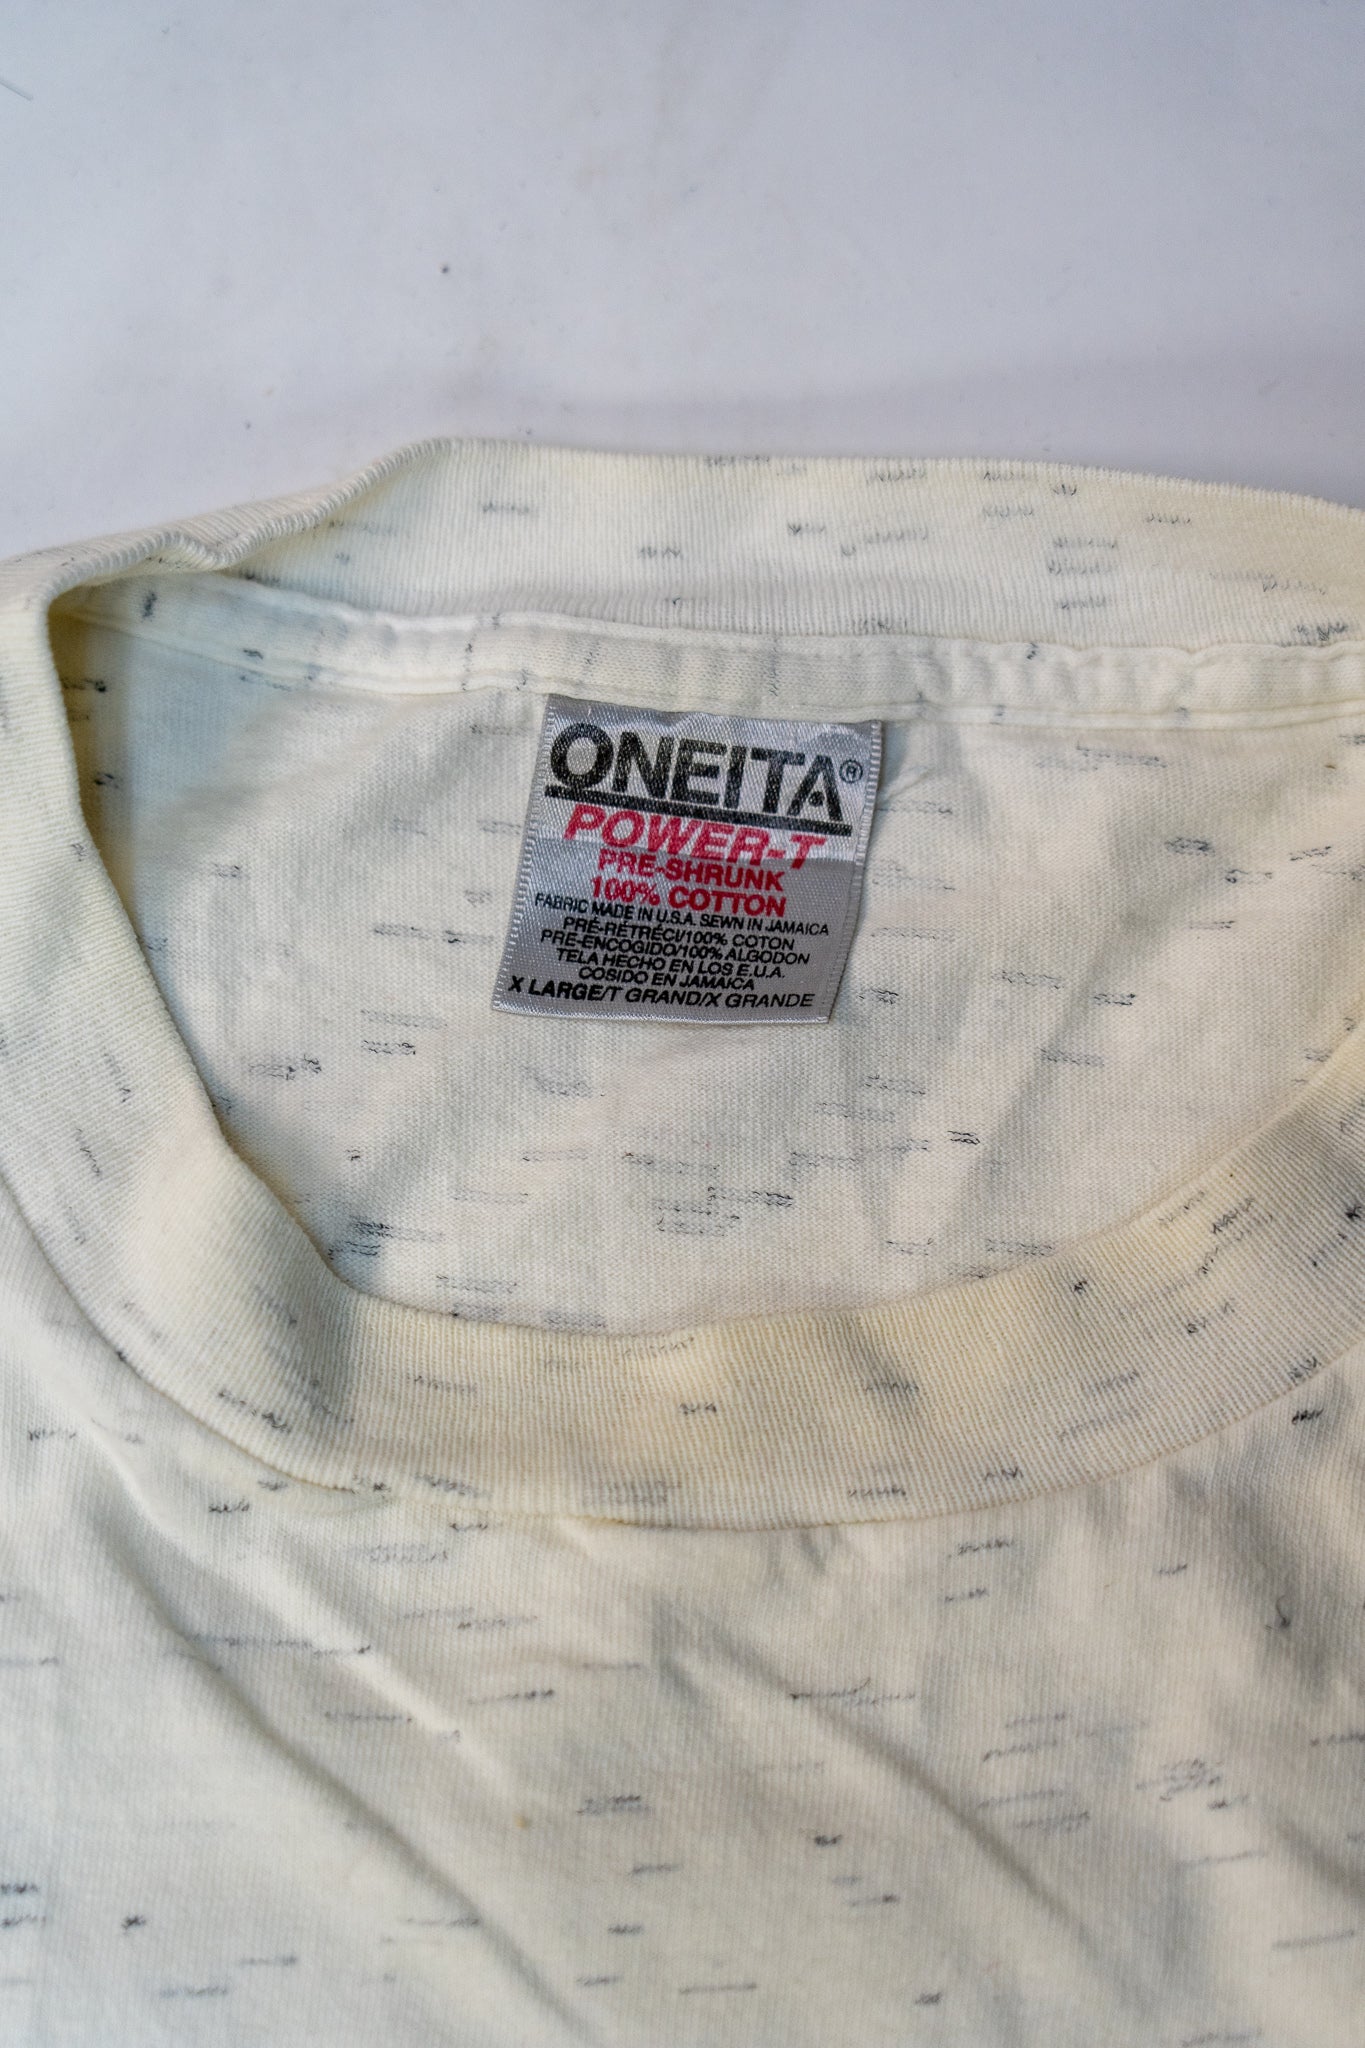 ONEITA®
POWER-T
PRE-SHRUNK
100% COTTON
FABRIC MADE IN U.S.A. SEWN IN JAMAICA
PRÉ-RÉTRÉCI/100% COTON
PRE-ENCOGIDO/100% ALGODON
TELA HECHO EN LOS E.U.A.
COSIDO EN JAMAICA
X LARGE/T GRAND/X GRANDE